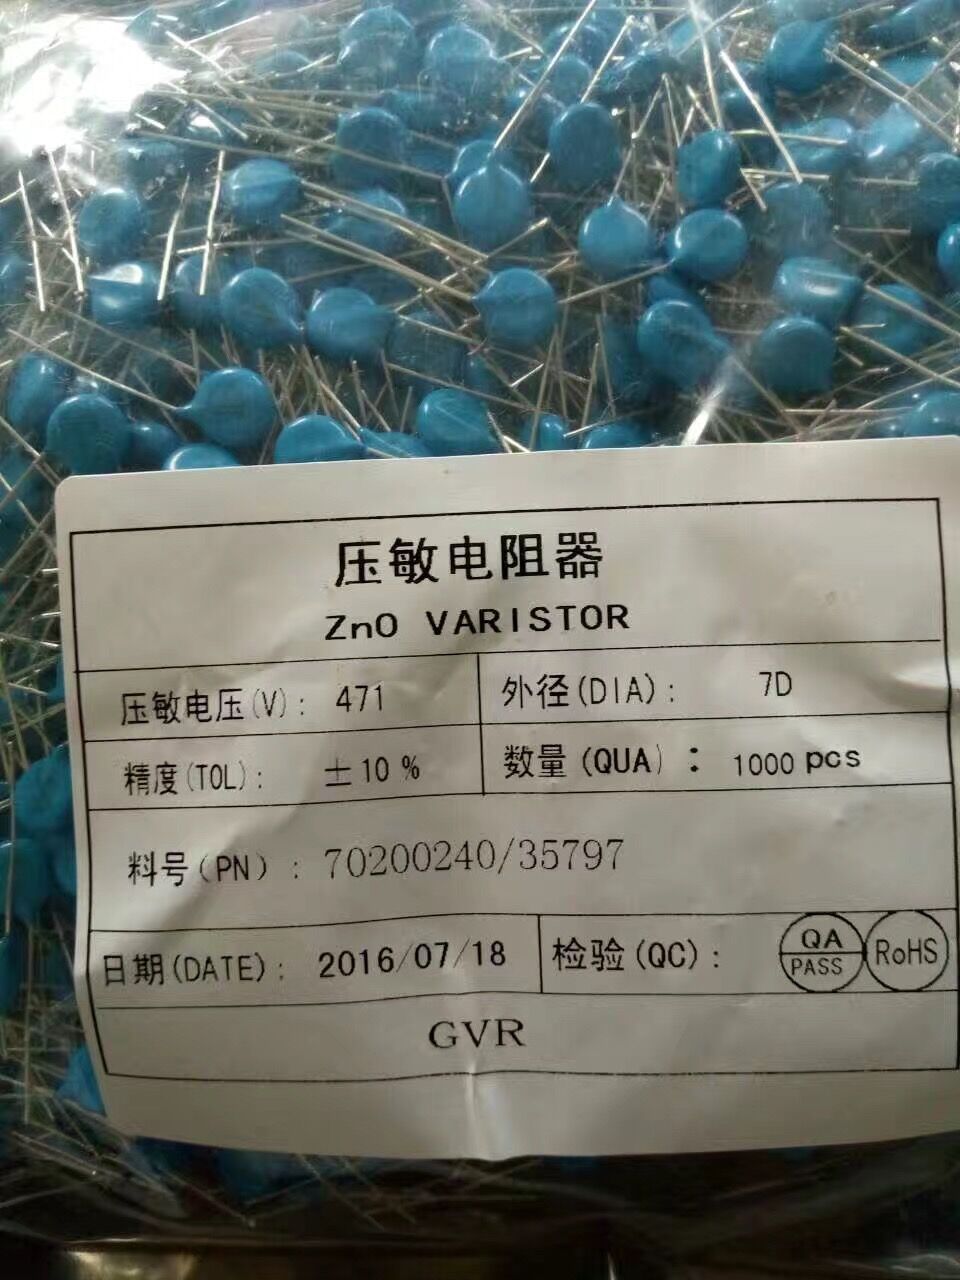 压敏电阻器
ZnO VARISTOR
压敏电压(V): 471 外径(DIA): 7D
精度(TOL): ±10% 数量(QUA): 1000 pcs
料号(PN): 70200240/35797
日期(DATE): 2016/07/18 检验(QC): QA PASS RoHS
GVR